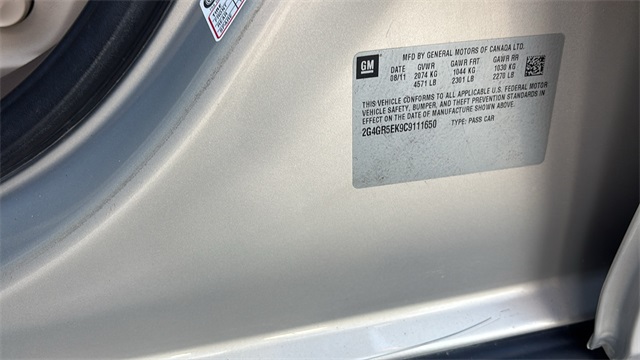 GM
MFD BY GENERAL MOTORS OF CANADA LTD.
DATE GVWR GAWR FRT GAWR RR
08/11 2074 KG 1044 KG 1030 KG
4571 LB 2301 LB 2270 LB
THIS VEHICLE CONFORMS TO ALL APPLICABLE U.S. FEDERAL MOTOR
VEHICLE SAFETY, BUMPER, AND THEFT PREVENTION STANDARDS IN
EFFECT ON THE DATE OF MANUFACTURE SHOWN ABOVE.
2G4GR5EK9C9111650 TYPE: PASS CAR